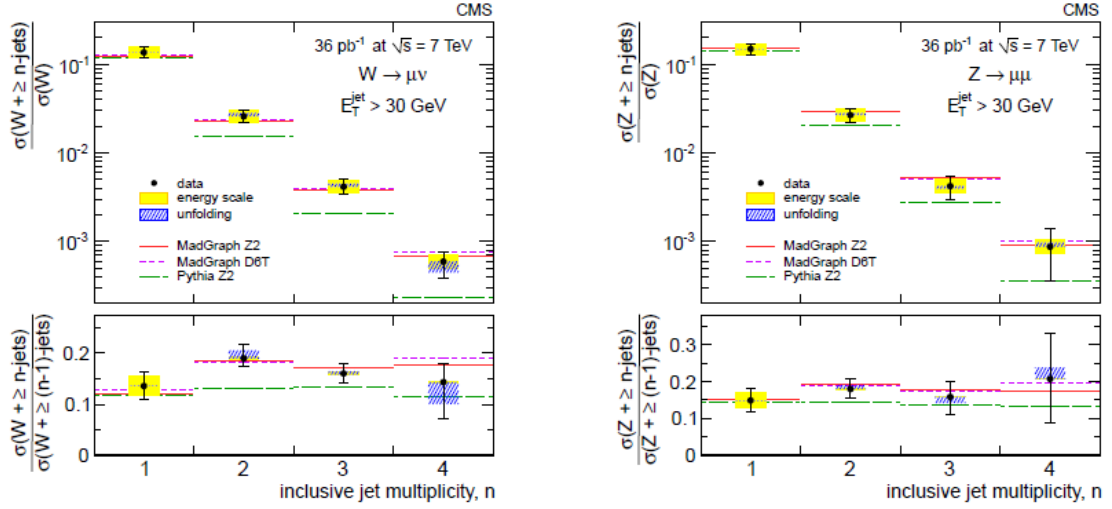 CMS
σ(W + ≥ n-jets)
σ(W)
36 pb⁻¹ at √s = 7 TeV
W → μν
E_T^jet > 30 GeV
10⁻¹
10⁻²
10⁻³
data
energy scale
unfolding
MadGraph Z2
MadGraph D6T
Pythia Z2
σ(W + ≥ n-jets)
σ(W + ≥ (n-1)-jets)
0.2
0.1
0
1 2 3 4
inclusive jet multiplicity, n
CMS
σ(Z + ≥ n-jets)
σ(Z)
36 pb⁻¹ at √s = 7 TeV
Z → μμ
E_T^jet > 30 GeV
10⁻¹
10⁻²
10⁻³
data
energy scale
unfolding
MadGraph Z2
MadGraph D6T
Pythia Z2
σ(Z + ≥ n-jets)
σ(Z + ≥ (n-1)-jets)
0.3
0.2
0.1
0
1 2 3 4
inclusive jet multiplicity, n